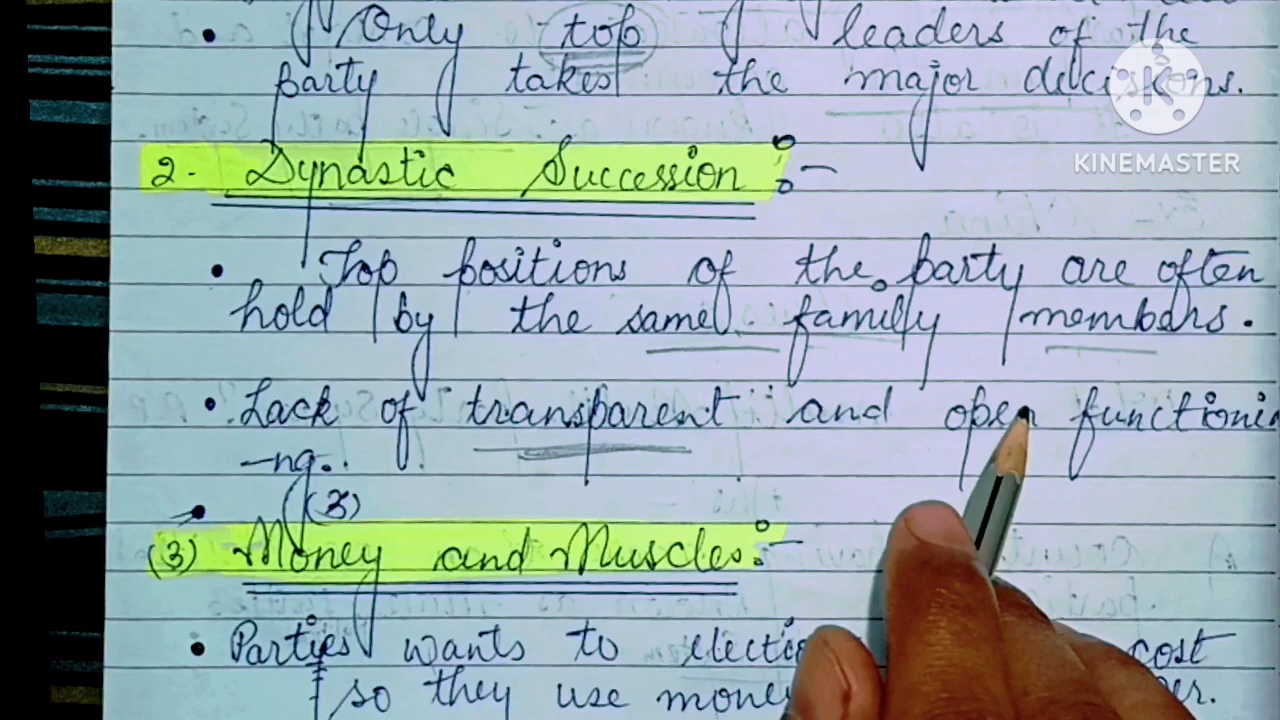 • Only top leaders of the
party takes the major decisions.
KINEMASTER
2. Dynastic Succession :-
• Top positions of the party are often
hold by the same family members.
• Lack of transparent and open functioni
-ng.
(3)
(3) Money and Muscles :-
• Parties wants to cost
so they use money